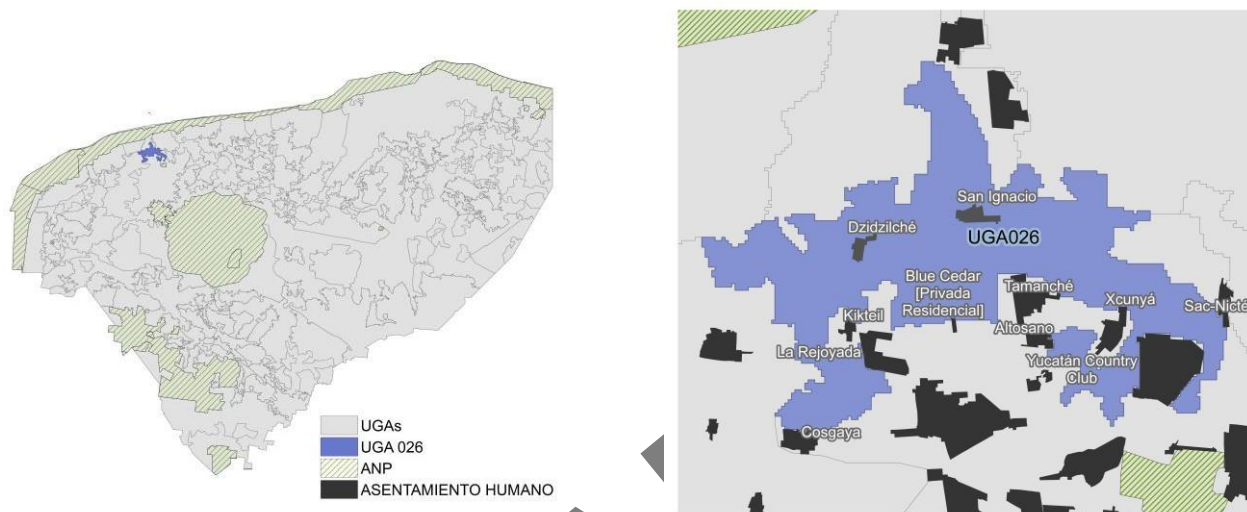 UGAs
UGA 026
ANP
ASENTAMIENTO HUMANO
San Ignacio
Dzidzilché
UGA026
Blue Cedar
[Privada
Residencial]
Tamanché
Xcunyá
Sac-Nicté
Kikteil
Altosano
La Rejoyada
Yucatán Country
Club
Cosgaya